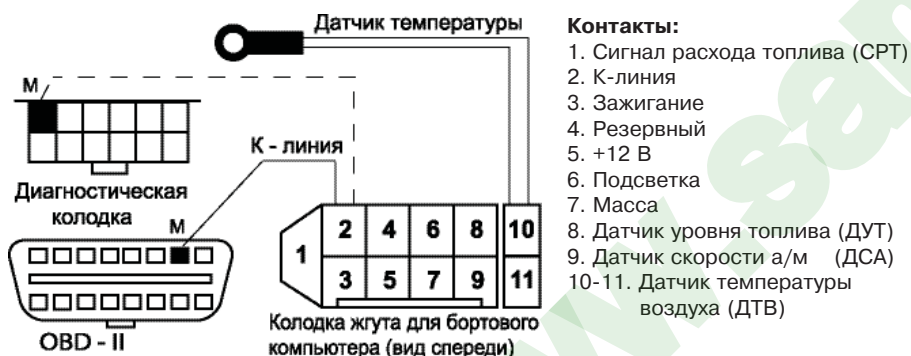 Датчик температуры
М
Диагностическая
колодка
К - линия
М
OBD - II
1
2 4 6 8 10
3 5 7 9 11
Колодка жгута для бортового
компьютера (вид спереди)
Контакты:
1. Сигнал расхода топлива (СРТ)
2. К-линия
3. Зажигание
4. Резервный
5. +12 В
6. Подсветка
7. Масса
8. Датчик уровня топлива (ДУТ)
9. Датчик скорости а/м (ДСА)
10-11. Датчик температуры
воздуха (ДТВ)